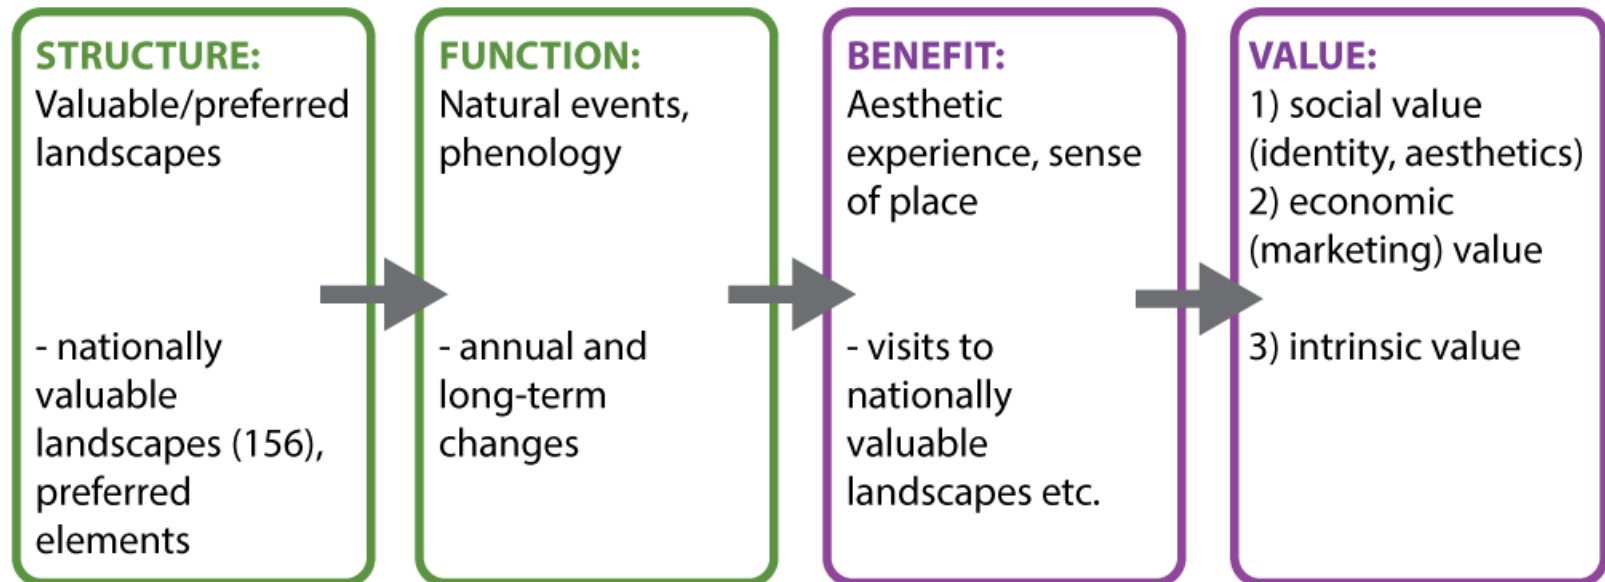 STRUCTURE:
Valuable/preferred
landscapes
- nationally
valuable
landscapes (156),
preferred
elements
FUNCTION:
Natural events,
phenology
- annual and
long-term
changes
BENEFIT:
Aesthetic
experience, sense
of place
- visits to
nationally
valuable
landscapes etc.
VALUE:
1) social value
(identity, aesthetics)
2) economic
(marketing) value
3) intrinsic value